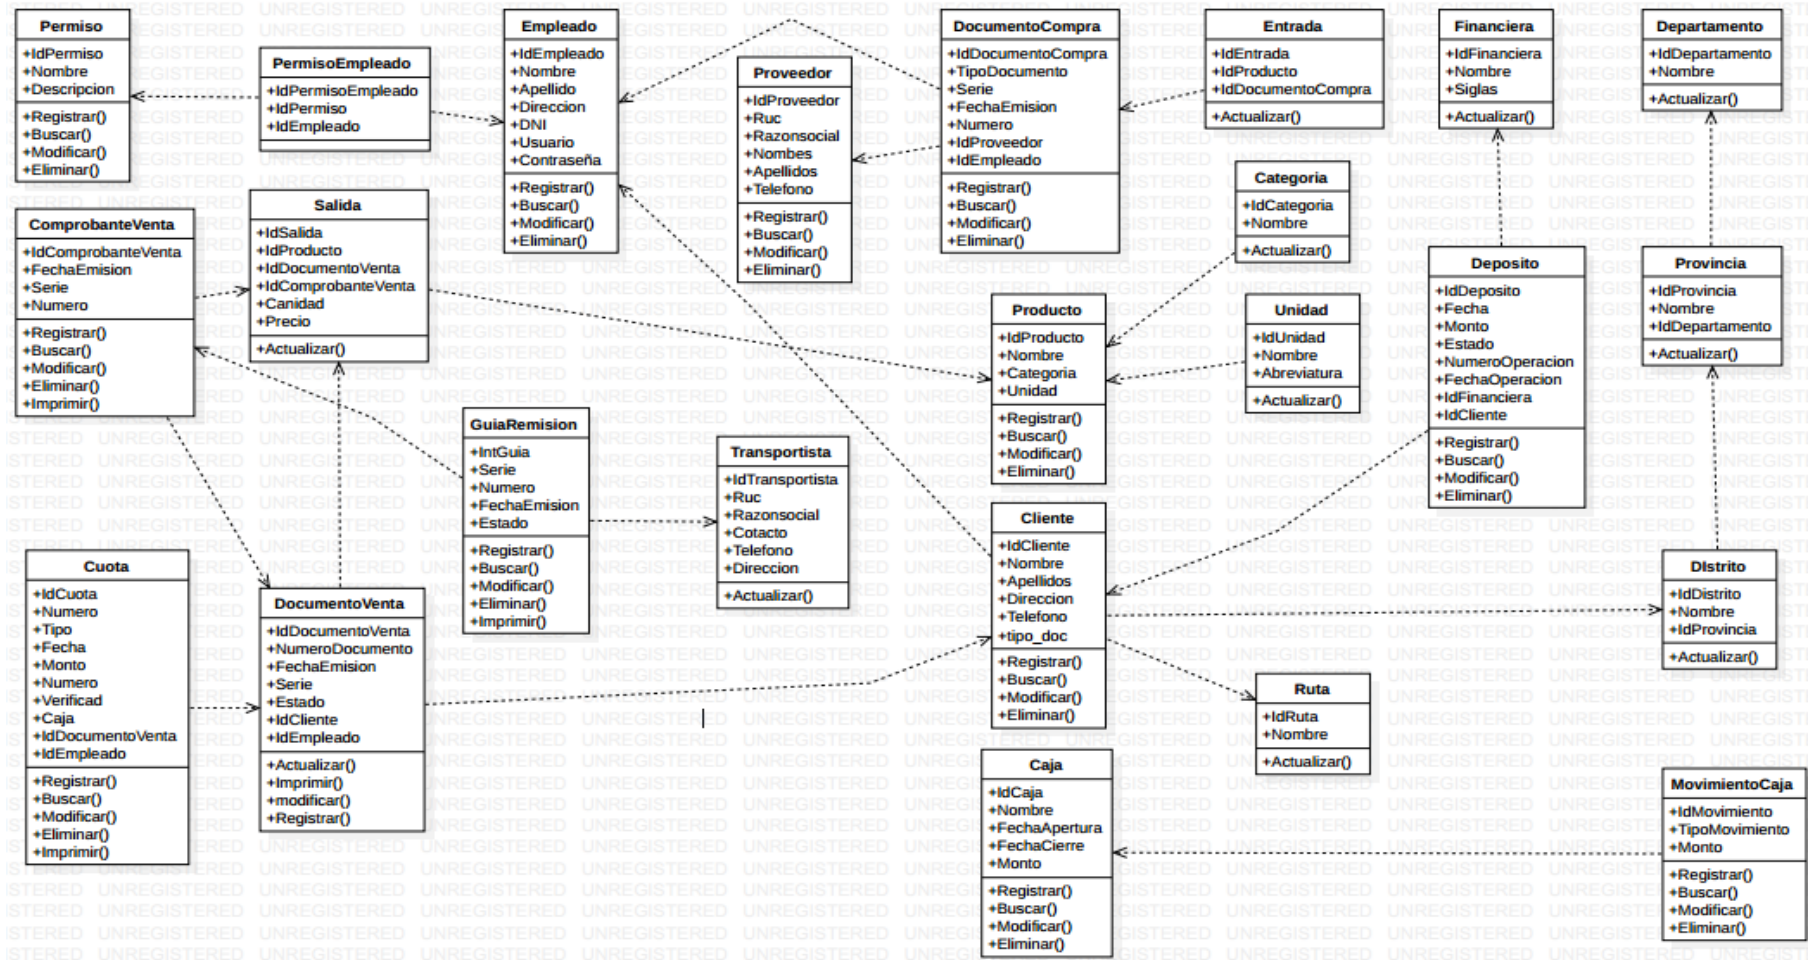 Permiso
+IdPermiso
+Nombre
+Descripcion
+Registrar()
+Buscar()
+Modificar()
+Eliminar()
PermisoEmpleado
+IdPermisoEmpleado
+IdPermiso
+IdEmpleado
Empleado
+IdEmpleado
+Nombre
+Apellido
+Direccion
+DNI
+Usuario
+Contraseña
+Registrar()
+Buscar()
+Modificar()
+Eliminar()
Proveedor
+IdProveedor
+Ruc
+Razonsocial
+Nombes
+Apellidos
+Telefono
+Registrar()
+Buscar()
+Modificar()
+Eliminar()
DocumentoCompra
+IdDocumentoCompra
+TipoDocumento
+Serie
+FechaEmision
+Numero
+IdProveedor
+IdEmpleado
+Registrar()
+Buscar()
+Modificar()
+Eliminar()
Entrada
+IdEntrada
+IdProducto
+IdDocumentoCompra
+Actualizar()
Financiera
+IdFinanciera
+Nombre
+Siglas
+Actualizar()
Departamento
+IdDepartamento
+Nombre
+Actualizar()
ComprobanteVenta
+IdComprobanteVenta
+FechaEmision
+Serie
+Numero
+Registrar()
+Buscar()
+Modificar()
+Eliminar()
+Imprimir()
Salida
+IdSalida
+IdProducto
+IdDocumentoVenta
+IdComprobanteVenta
+Canidad
+Precio
+Actualizar()
Categoria
+IdCategoria
+Nombre
+Actualizar()
Producto
+IdProducto
+Nombre
+Categoria
+Unidad
+Registrar()
+Buscar()
+Modificar()
+Eliminar()
Unidad
+IdUnidad
+Nombre
+Abreviatura
+Actualizar()
Deposito
+IdDeposito
+Fecha
+Monto
+Estado
+NumeroOperacion
+FechaOperacion
+IdFinanciera
+IdCliente
+Registrar()
+Buscar()
+Modificar()
+Eliminar()
Provincia
+IdProvincia
+Nombre
+IdDepartamento
+Actualizar()
GuiaRemision
+IntGuia
+Serie
+Numero
+FechaEmision
+Estado
+Registrar()
+Buscar()
+Modificar()
+Eliminar()
+Imprimir()
Transportista
+IdTransportista
+Ruc
+Razonsocial
+Cotacto
+Telefono
+Direccion
+Actualizar()
Cliente
+IdCliente
+Nombre
+Apellidos
+Direccion
+Telefono
+tipo_doc
+Registrar()
+Buscar()
+Modificar()
+Eliminar()
DIstrito
+IdDistrito
+Nombre
+IdProvincia
+Actualizar()
Cuota
+IdCuota
+Numero
+Tipo
+Fecha
+Monto
+Numero
+Verificad
+Caja
+IdDocumentoVenta
+IdEmpleado
+Registrar()
+Buscar()
+Modificar()
+Eliminar()
+Imprimir()
DocumentoVenta
+IdDocumentoVenta
+NumeroDocumento
+FechaEmision
+Serie
+Estado
+IdCliente
+IdEmpleado
+Actualizar()
+Imprimir()
+modificar()
+Registrar()
Ruta
+IdRuta
+Nombre
+Actualizar()
Caja
+IdCaja
+Nombre
+FechaApertura
+FechaCierre
+Monto
+Registrar()
+Buscar()
+Modificar()
+Eliminar()
MovimientoCaja
+IdMovimiento
+TipoMovimiento
+Monto
+Registrar()
+Buscar()
+Modificar()
+Eliminar()
UNREGISTERED